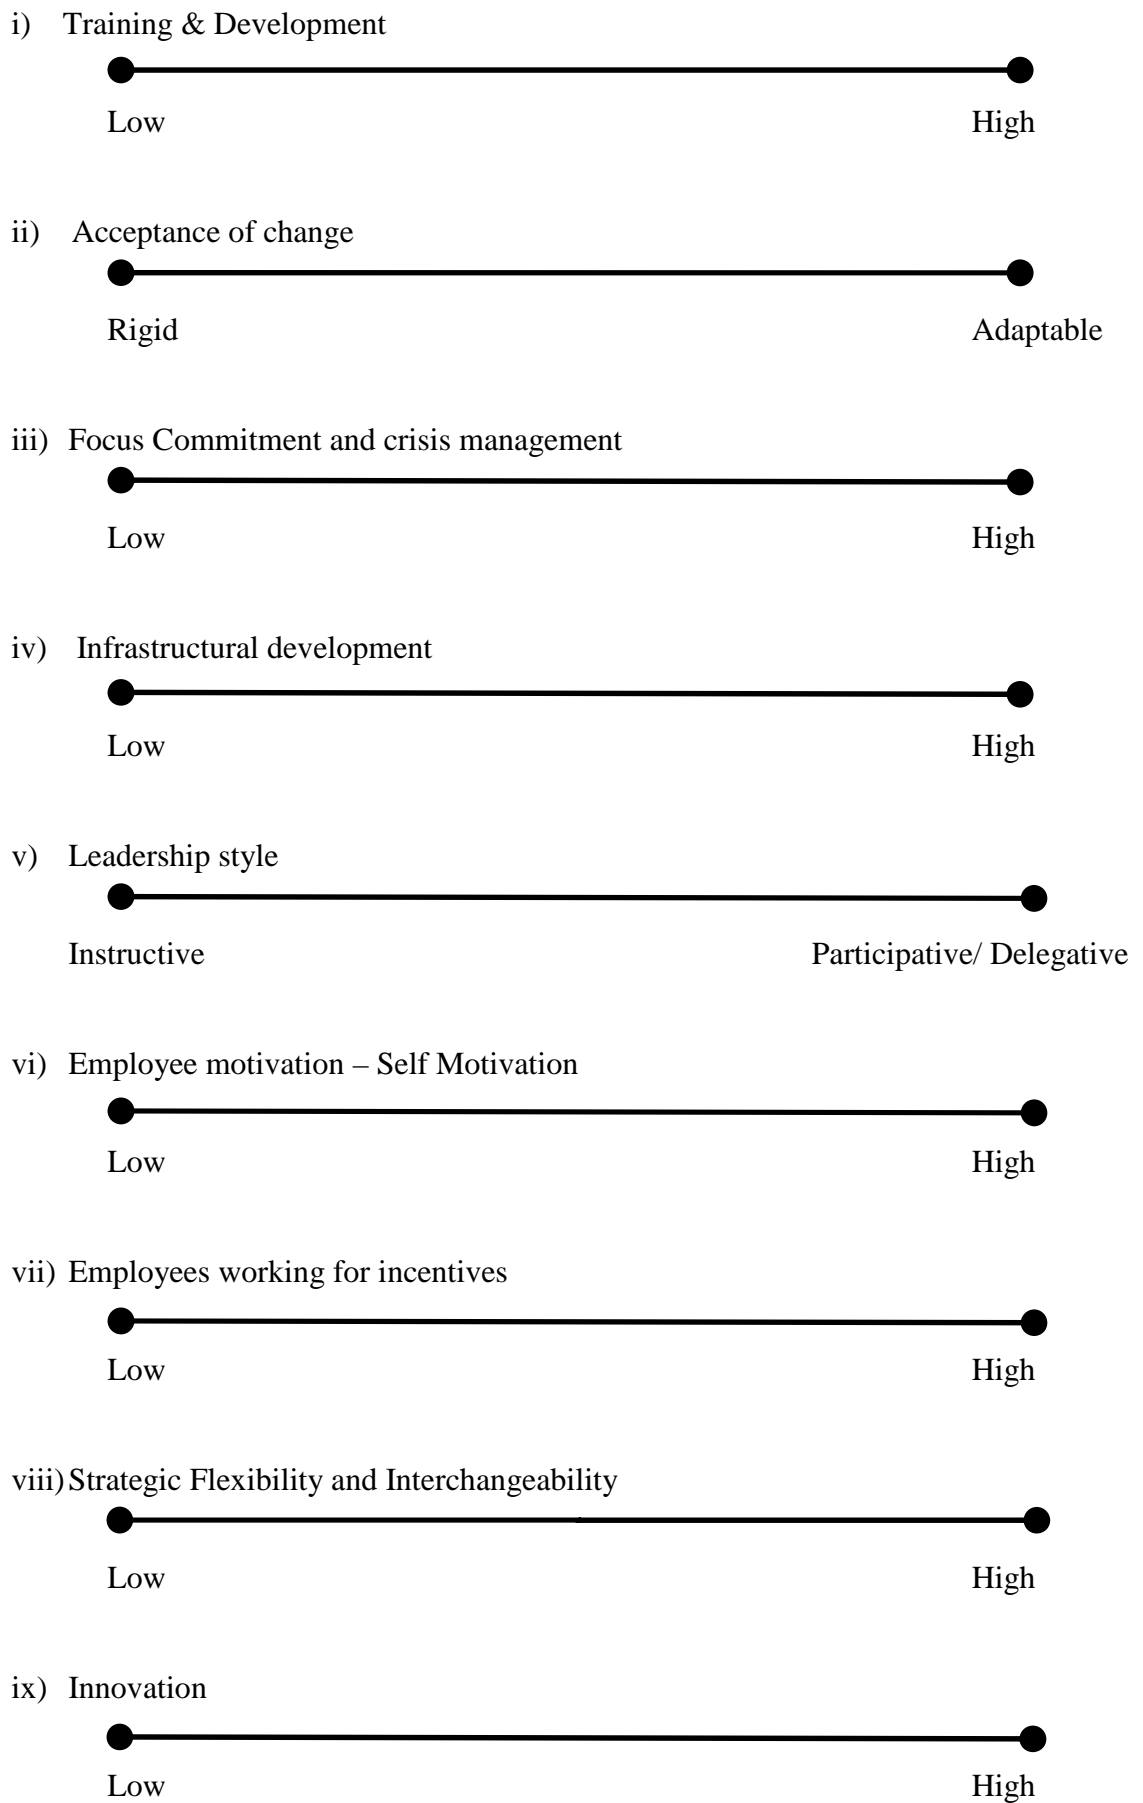 i) Training & Development
Low High
ii) Acceptance of change
Rigid Adaptable
iii) Focus Commitment and crisis management
Low High
iv) Infrastructural development
Low High
v) Leadership style
Instructive Participative/ Delegative
vi) Employee motivation – Self Motivation
Low High
vii) Employees working for incentives
Low High
viii) Strategic Flexibility and Interchangeability
Low High
ix) Innovation
Low High